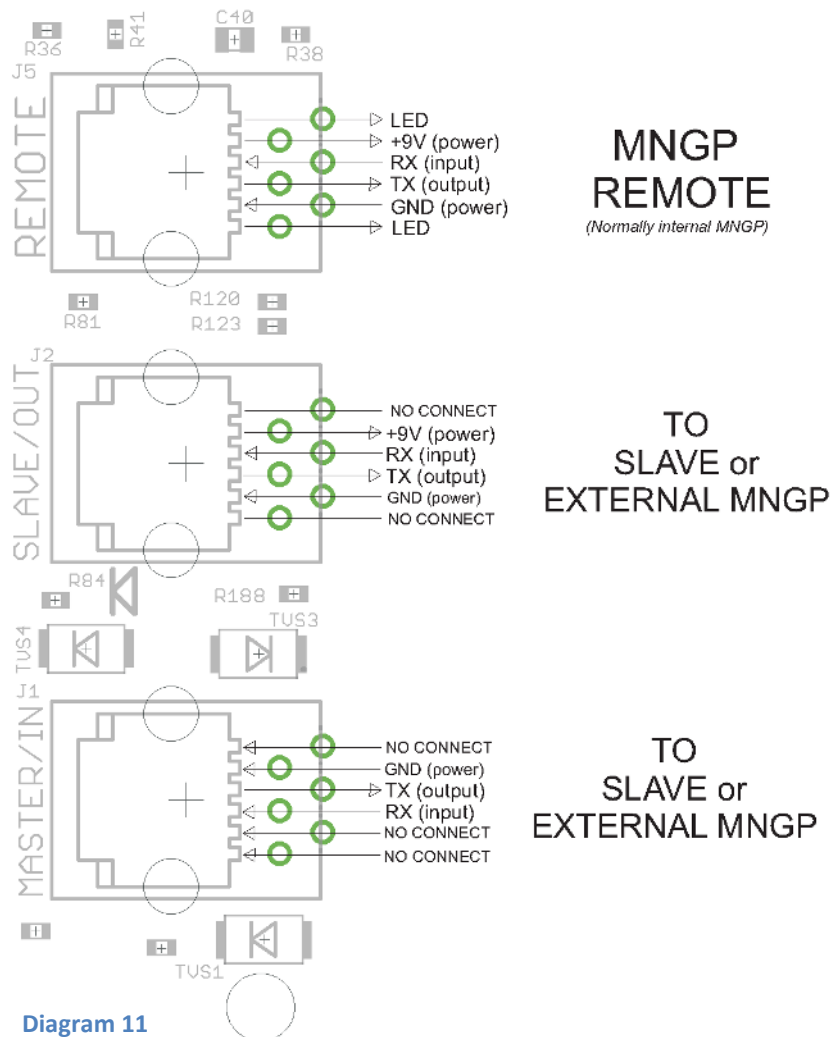 C40
R36
R41
R38
J5
REMOTE
LED
+9V (power)
RX (input)
TX (output)
GND (power)
LED
MNGP
REMOTE
(Normally internal MNGP)
R81
R120
R123
J2
SLAVE/OUT
NO CONNECT
+9V (power)
RX (input)
TX (output)
GND (power)
NO CONNECT
TO
SLAVE or
EXTERNAL MNGP
R84
R188
TVS4
TVS3
J1
MASTER/IN
NO CONNECT
GND (power)
TX (output)
RX (input)
NO CONNECT
NO CONNECT
TO
SLAVE or
EXTERNAL MNGP
TVS1
Diagram 11